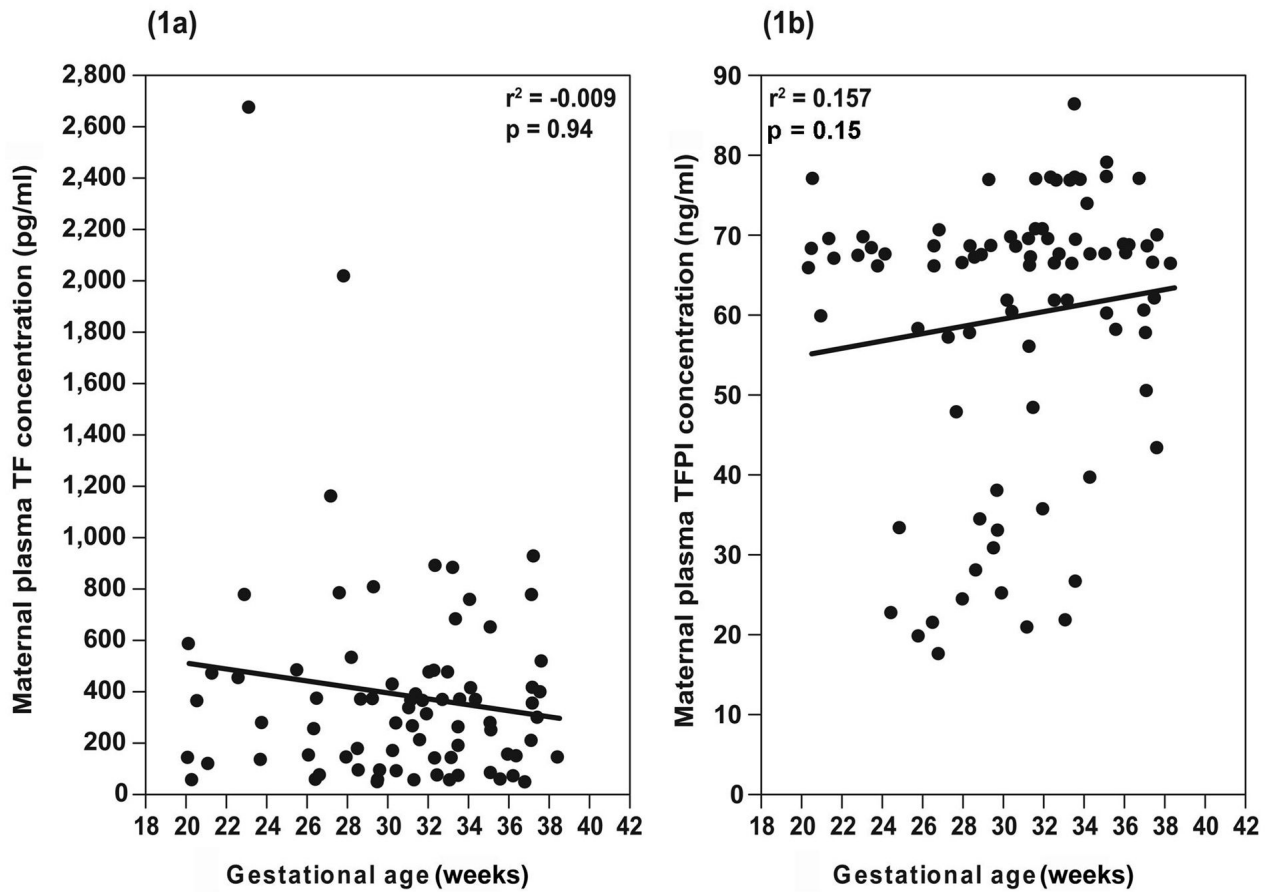 (1a)
Maternal plasma TF concentration (pg/ml)
2,800
2,600
2,400
2,200
2,000
1,800
1,600
1,400
1,200
1,000
800
600
400
200
0
r² = -0.009
p = 0.94
18 20 22 24 26 28 30 32 34 36 38 40 42
Gestational age (weeks)
(1b)
Maternal plasma TFPI concentration (ng/ml)
90
80
70
60
50
40
30
20
10
0
r² = 0.157
p = 0.15
18 20 22 24 26 28 30 32 34 36 38 40 42
Gestational age (weeks)